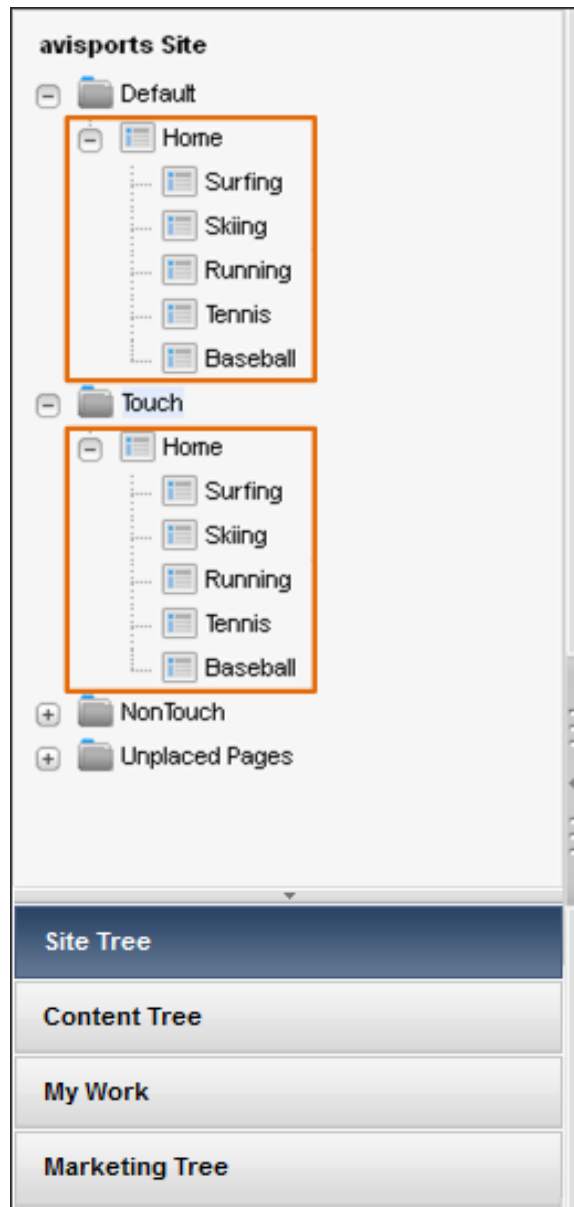 avisports Site
Default
Home
Surfing
Skiing
Running
Tennis
Baseball
Touch
Home
Surfing
Skiing
Running
Tennis
Baseball
NonTouch
Unplaced Pages
Site Tree
Content Tree
My Work
Marketing Tree